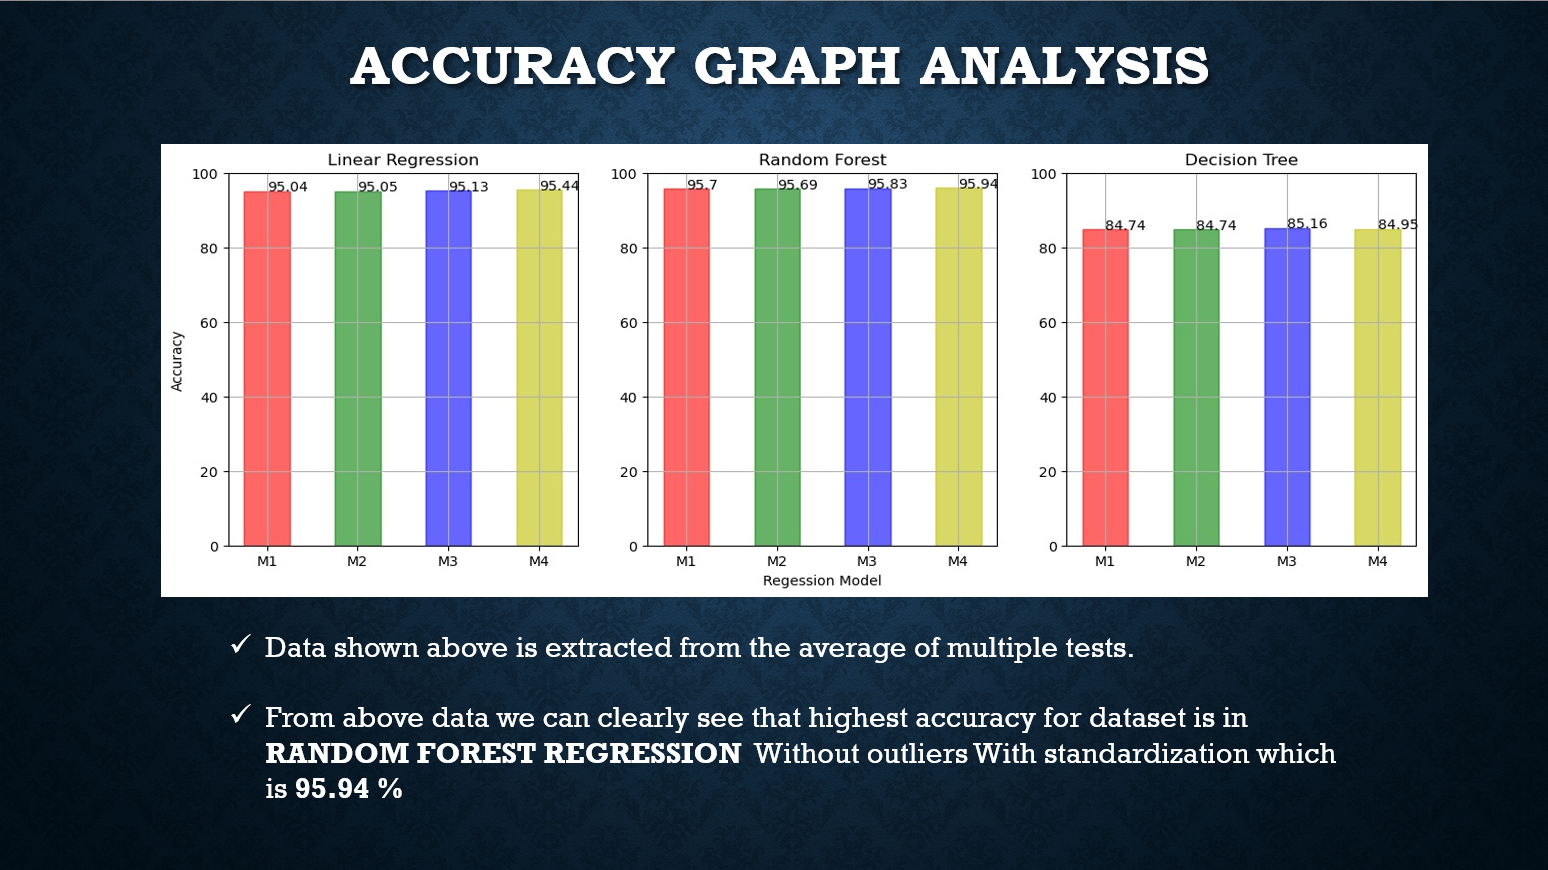 ACCURACY GRAPH ANALYSIS
Linear Regression
100
80
60
40
20
0
Accuracy
95.04 95.05 95.13 95.44
M1 M2 M3 M4
Random Forest
100
80
60
40
20
0
95.7 95.69 95.83 95.94
M1 M2 M3 M4
Regession Model
Decision Tree
100
80
60
40
20
0
84.74 84.74 85.16 84.95
M1 M2 M3 M4
✓ Data shown above is extracted from the average of multiple tests.
✓ From above data we can clearly see that highest accuracy for dataset is in
RANDOM FOREST REGRESSION Without outliers With standardization which
is 95.94 %